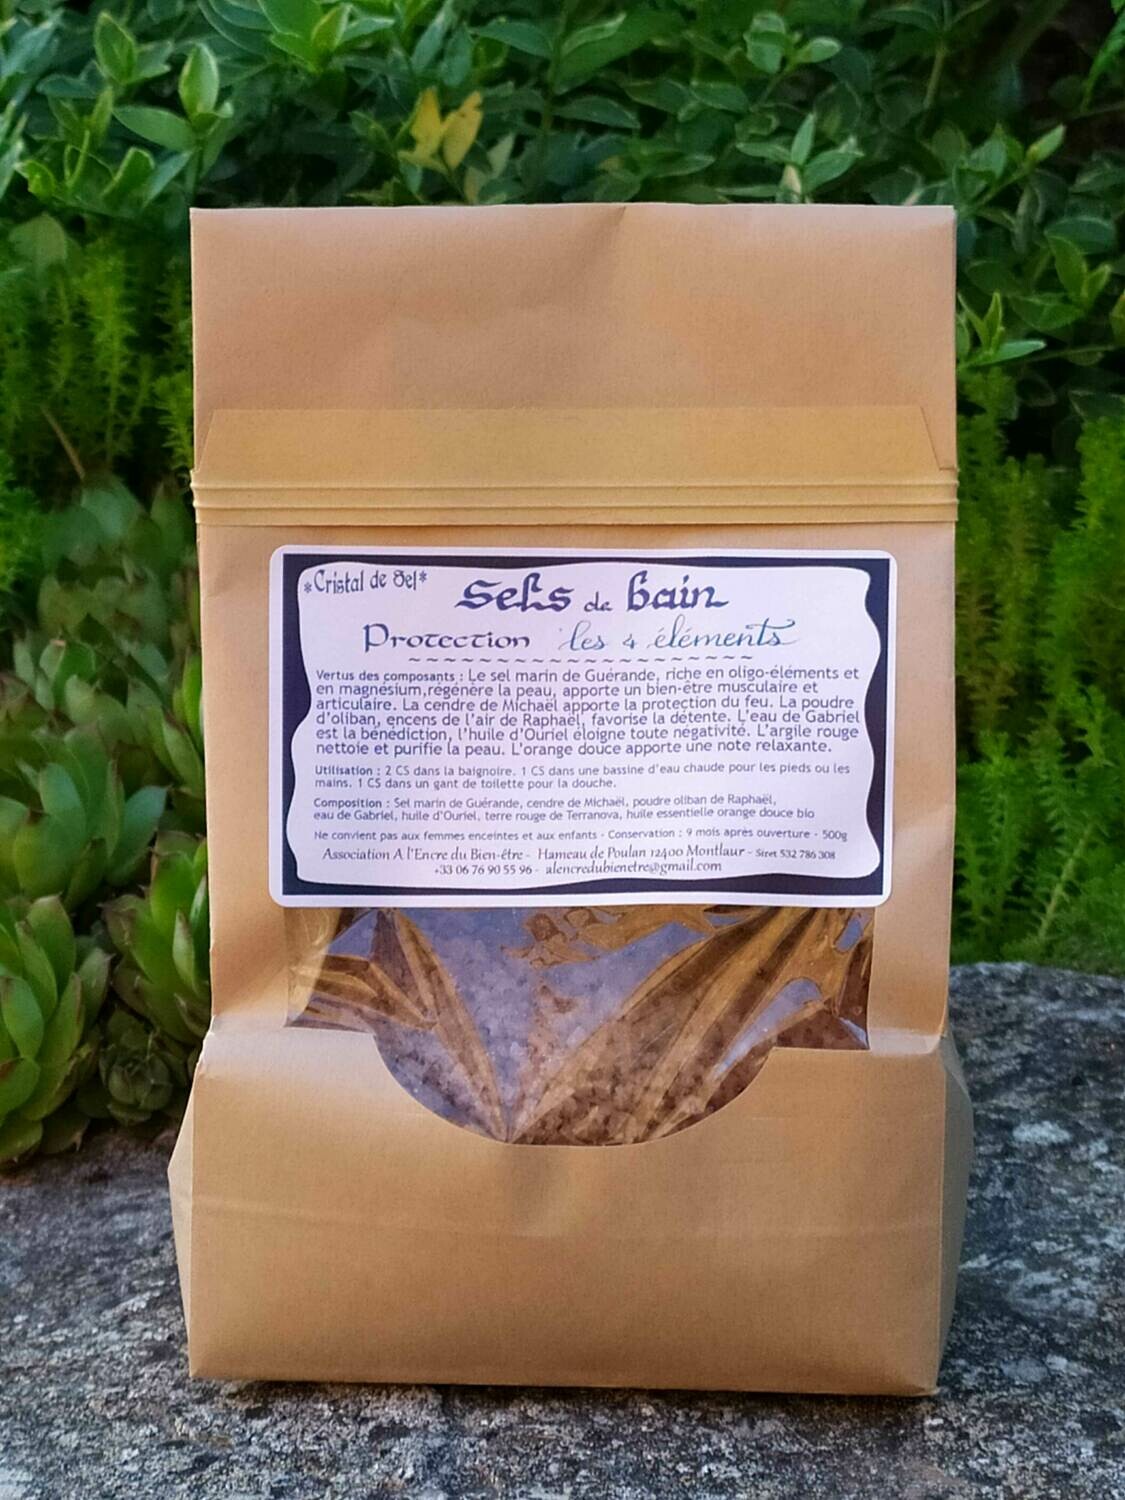 *Cristal de Sel*
Sels de bain
Protection les 4 éléments
~~~~~~~~~~~~~~~~~~~~
Vertus des composants : Le sel marin de Guérande, riche en oligo-éléments et
en magnésium,régénère la peau, apporte un bien-être musculaire et
articulaire. La cendre de Michaël apporte la protection du feu. La poudre
d'oliban, encens de l'air de Raphaël, favorise la détente. L'eau de Gabriel
est la bénédiction, l'huile d'Ouriel éloigne toute négativité. L'argile rouge
nettoie et purifie la peau. L'orange douce apporte une note relaxante.
Utilisation : 2 CS dans la baignoire. 1 CS dans une bassine d'eau chaude pour les pieds ou les
mains. 1 CS dans un gant de toilette pour la douche.
Composition : Sel marin de Guérande, cendre de Michaël, poudre oliban de Raphaël,
eau de Gabriel, huile d'Ouriel, terre rouge de Terranova, huile essentielle orange douce bio
Ne convient pas aux femmes enceintes et aux enfants - Conservation : 9 mois après ouverture - 500g
Association A l'Encre du Bien-être - Hameau de Poulan 12400 Montlaur - Siret 532 786 308
+33 06 76 90 55 96 - alencredubienetre@gmail.com